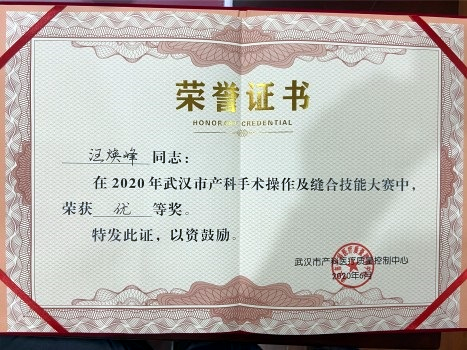 荣誉证书
HONORARY CREDENTIAL
汪焕峰 同志：
在2020年武汉市产科手术操作及缝合技能大赛中，
荣获 优 等奖。
特发此证，以资鼓励。
武汉市产科医疗质量控制中心
2020年6月